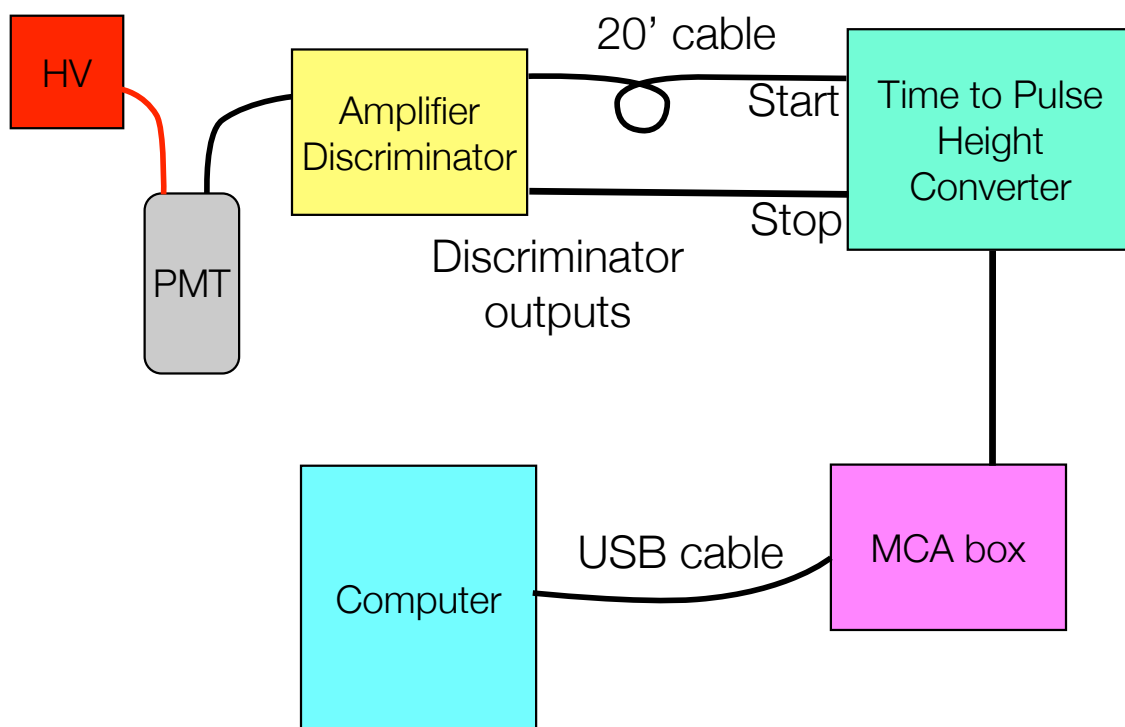 HV
20’ cable
Amplifier
Discriminator
Start
Time to Pulse
Height
Converter
Stop
PMT
Discriminator
outputs
USB cable
MCA box
Computer